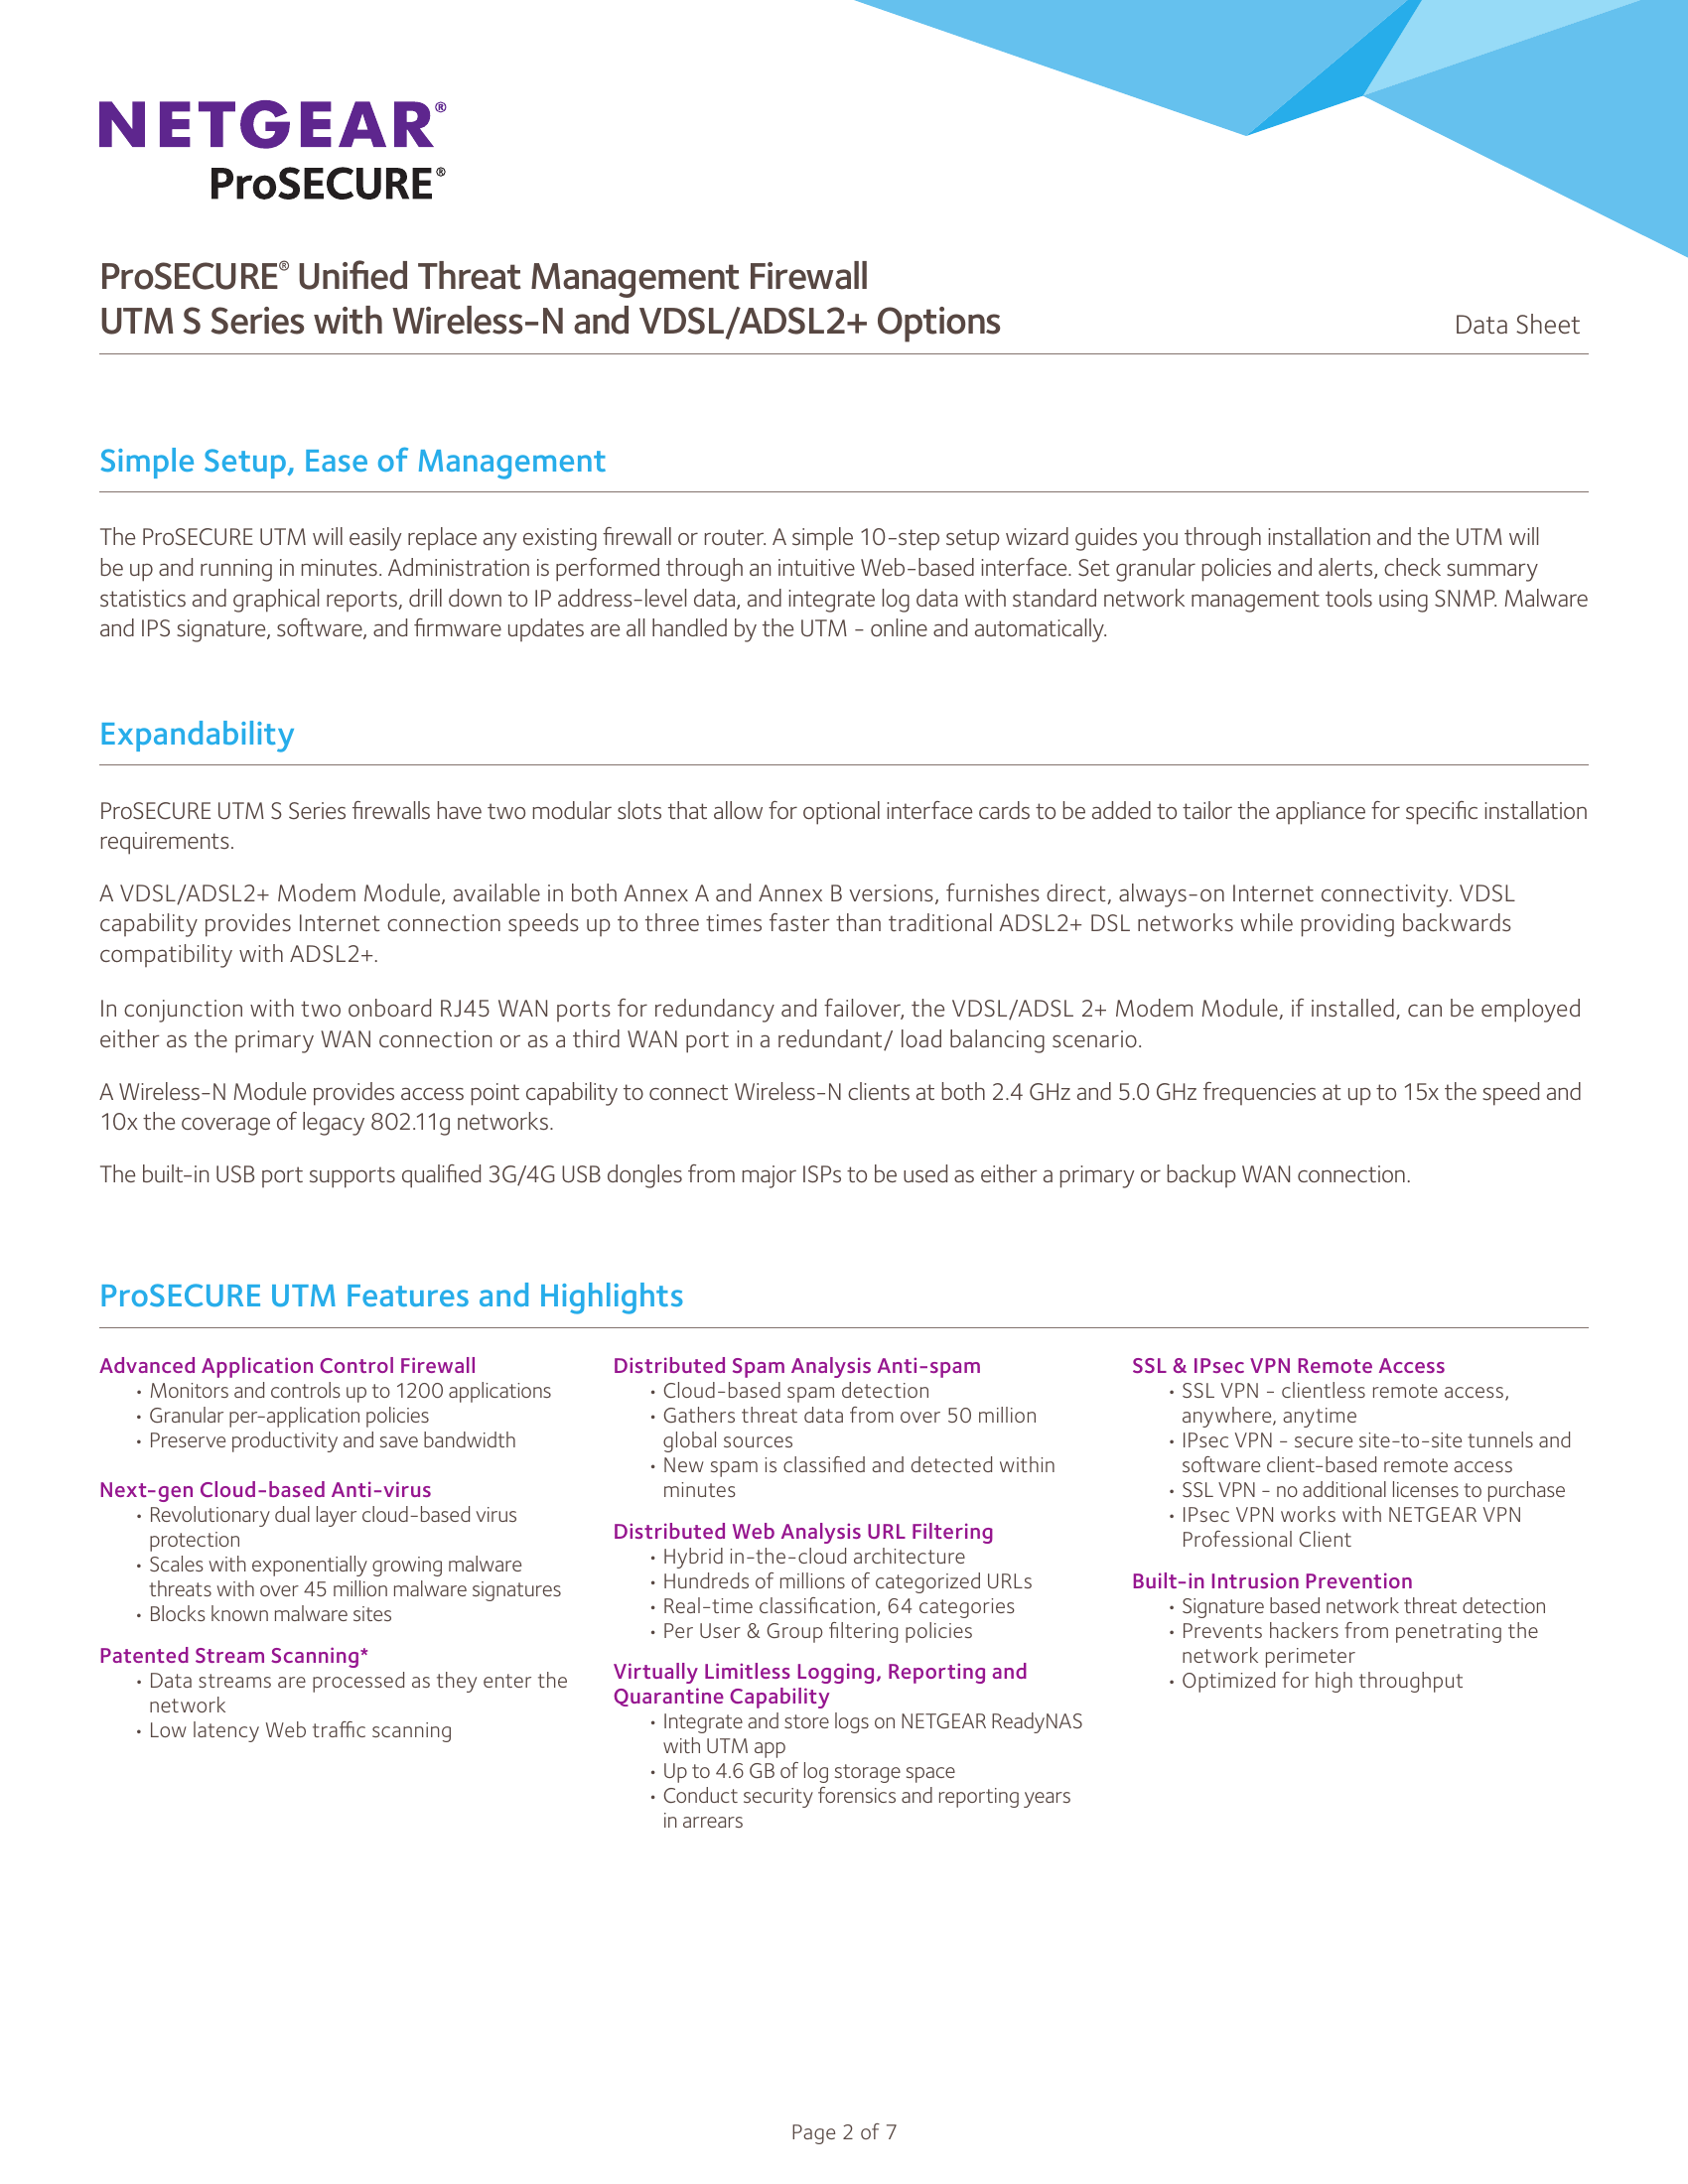 NETGEAR®
ProSECURE®
ProSECURE® Unified Threat Management Firewall
UTM S Series with Wireless-N and VDSL/ADSL2+ Options
Data Sheet
Simple Setup, Ease of Management
The ProSECURE UTM will easily replace any existing firewall or router. A simple 10-step setup wizard guides you through installation and the UTM will
be up and running in minutes. Administration is performed through an intuitive Web-based interface. Set granular policies and alerts, check summary
statistics and graphical reports, drill down to IP address-level data, and integrate log data with standard network management tools using SNMP. Malware
and IPS signature, software, and firmware updates are all handled by the UTM - online and automatically.
Expandability
ProSECURE UTM S Series firewalls have two modular slots that allow for optional interface cards to be added to tailor the appliance for specific installation
requirements.
A VDSL/ADSL2+ Modem Module, available in both Annex A and Annex B versions, furnishes direct, always-on Internet connectivity. VDSL
capability provides Internet connection speeds up to three times faster than traditional ADSL2+ DSL networks while providing backwards
compatibility with ADSL2+.
In conjunction with two onboard RJ45 WAN ports for redundancy and failover, the VDSL/ADSL 2+ Modem Module, if installed, can be employed
either as the primary WAN connection or as a third WAN port in a redundant/ load balancing scenario.
A Wireless-N Module provides access point capability to connect Wireless-N clients at both 2.4 GHz and 5.0 GHz frequencies at up to 15x the speed and
10x the coverage of legacy 802.11g networks.
The built-in USB port supports qualified 3G/4G USB dongles from major ISPs to be used as either a primary or backup WAN connection.
ProSECURE UTM Features and Highlights
Advanced Application Control Firewall
• Monitors and controls up to 1200 applications
• Granular per-application policies
• Preserve productivity and save bandwidth
Next-gen Cloud-based Anti-virus
• Revolutionary dual layer cloud-based virus
protection
• Scales with exponentially growing malware
threats with over 45 million malware signatures
• Blocks known malware sites
Patented Stream Scanning*
• Data streams are processed as they enter the
network
• Low latency Web traffic scanning
Distributed Spam Analysis Anti-spam
• Cloud-based spam detection
• Gathers threat data from over 50 million
global sources
• New spam is classified and detected within
minutes
Distributed Web Analysis URL Filtering
• Hybrid in-the-cloud architecture
• Hundreds of millions of categorized URLs
• Real-time classification, 64 categories
• Per User & Group filtering policies
Virtually Limitless Logging, Reporting and
Quarantine Capability
• Integrate and store logs on NETGEAR ReadyNAS
with UTM app
• Up to 4.6 GB of log storage space
• Conduct security forensics and reporting years
in arrears
SSL & IPsec VPN Remote Access
• SSL VPN - clientless remote access,
anywhere, anytime
• IPsec VPN - secure site-to-site tunnels and
software client-based remote access
• SSL VPN - no additional licenses to purchase
• IPsec VPN works with NETGEAR VPN
Professional Client
Built-in Intrusion Prevention
• Signature based network threat detection
• Prevents hackers from penetrating the
network perimeter
• Optimized for high throughput
Page 2 of 7